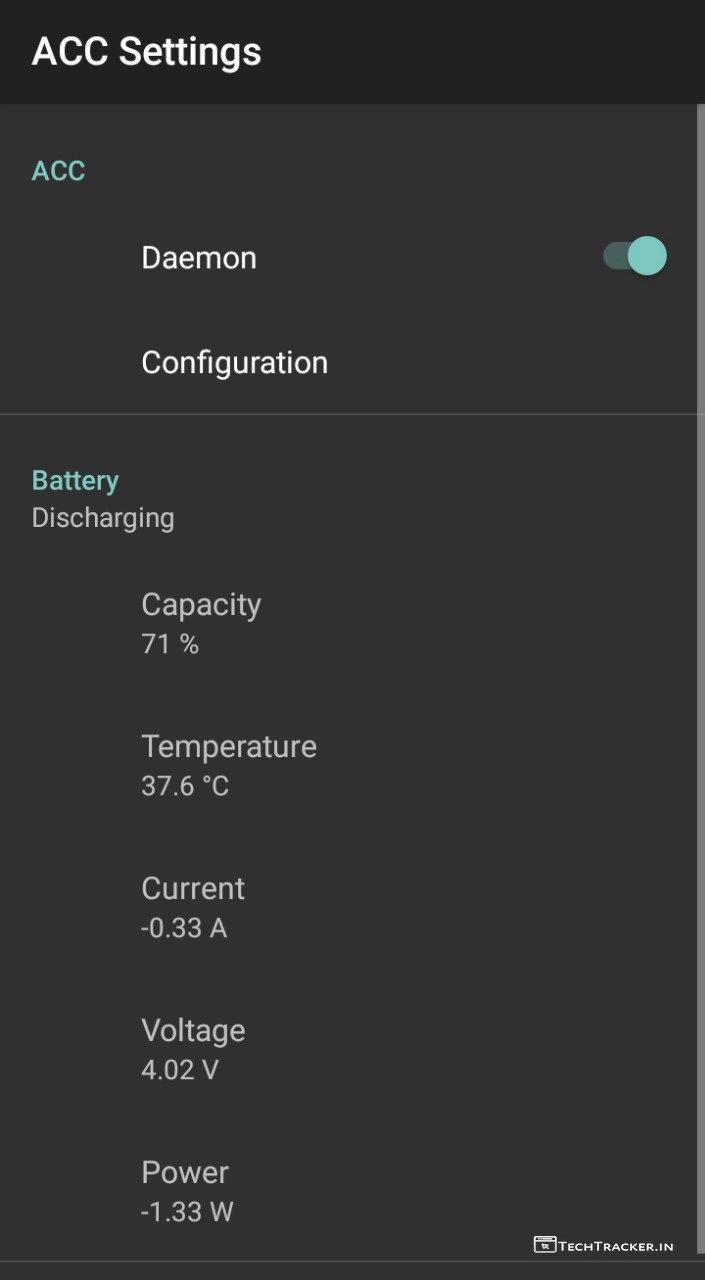 ACC Settings
ACC
Daemon
Configuration
Battery
Discharging
Capacity
71 %
Temperature
37.6 °C
Current
-0.33 A
Voltage
4.02 V
Power
-1.33 W
TECHTRACKER.IN